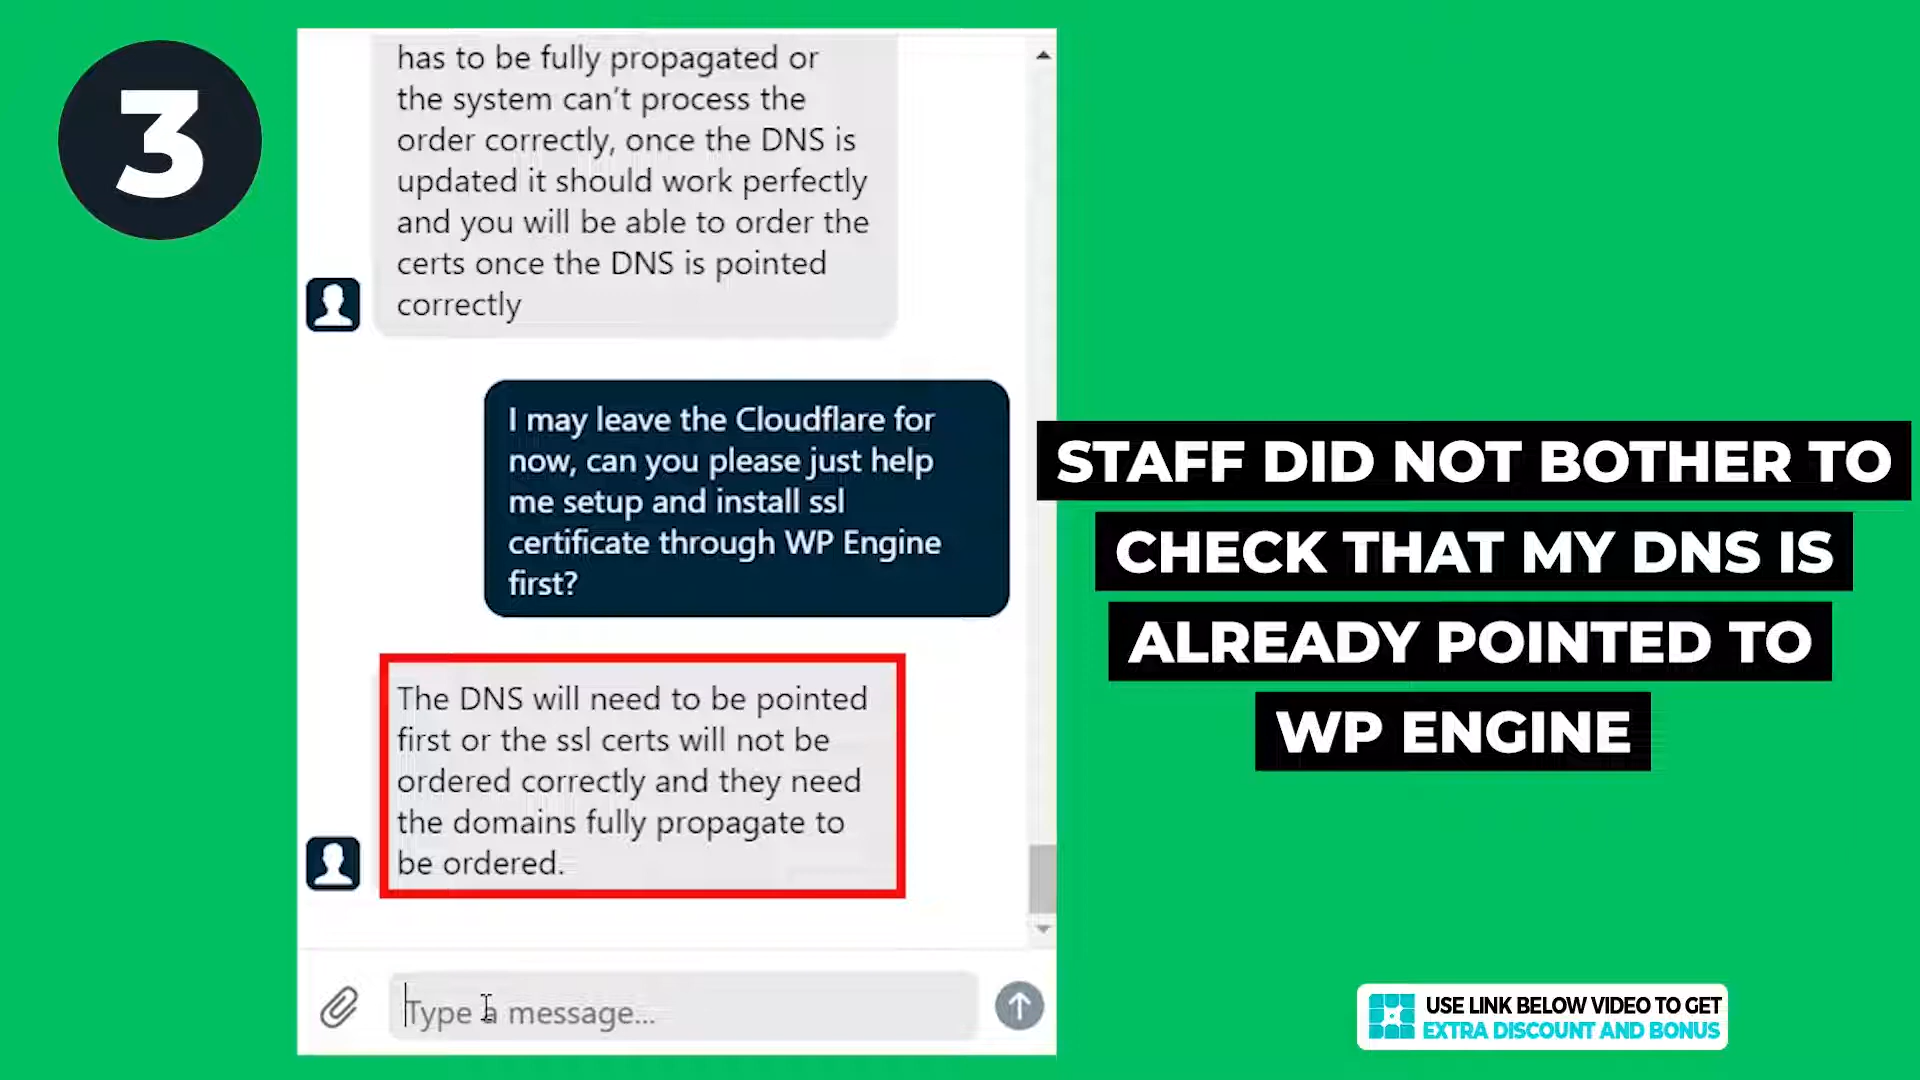 3
has to be fully propagated or
the system can't process the
order correctly, once the DNS is
updated it should work perfectly
and you will be able to order the
certs once the DNS is pointed
correctly
I may leave the Cloudflare for
now, can you please just help
me setup and install ssl
certificate through WP Engine
first?
The DNS will need to be pointed
first or the ssl certs will not be
ordered correctly and they need
the domains fully propagate to
be ordered.
Type a message...
STAFF DID NOT BOTHER TO
CHECK THAT MY DNS IS
ALREADY POINTED TO
WP ENGINE
USE LINK BELOW VIDEO TO GET
EXTRA DISCOUNT AND BONUS